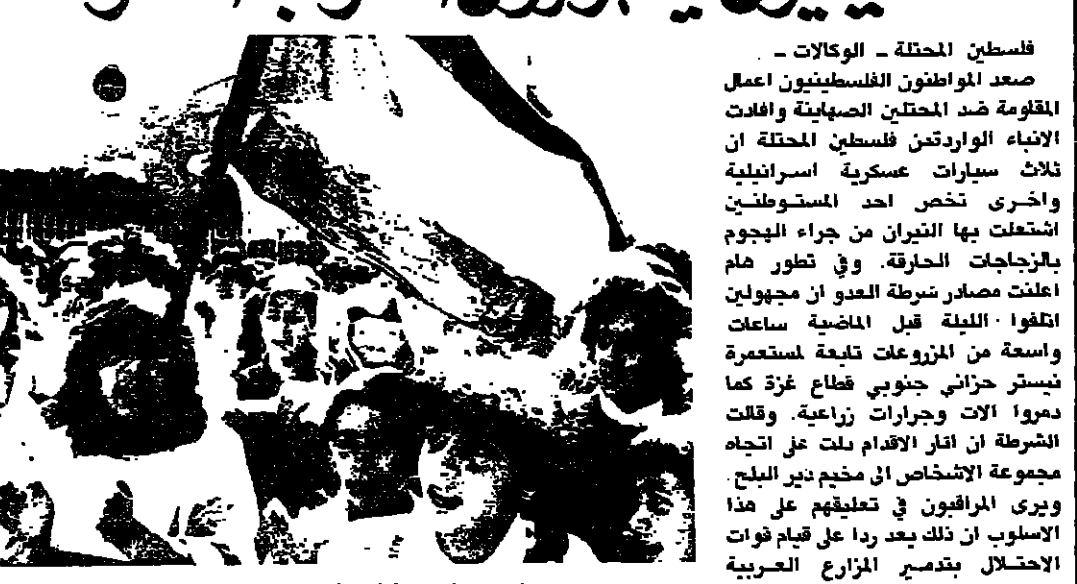 فلسطين المحتلة ـ الوكالات ـ
صعد المواطنون الفلسطينيون اعمال
المقاومة ضد المحتلين الصهاينة وافادت
الانباء الواردتمن فلسطين المحتلة ان
ثلاث سيارات عسكرية اسرائيلية
واخرى تخص احد المستوطنين
اشتعلت بها النيران من جراء الهجوم
بالزجاجات الحارقة. وفي تطور هام
اعلنت مصادر شرطة العدو ان مجهولين
اتلفوا الليلة قبل الماضية ساعات
واسعة من المزروعات تابعة لمستعمرة
نيستر حزاني جنوبي قطاع غزة كما
دمروا الات وجرارات زراعية. وقالت
الشرطة ان اثار الاقدام دلت على اتجاه
مجموعة الاشخاص الى مخيم دير البلح.
ويرى المراقبون في تعليقهم على هذا
الاسلوب ان ذلك يعد ردا على قيام قوات
الاحتلال بتدمير المزارع العربية